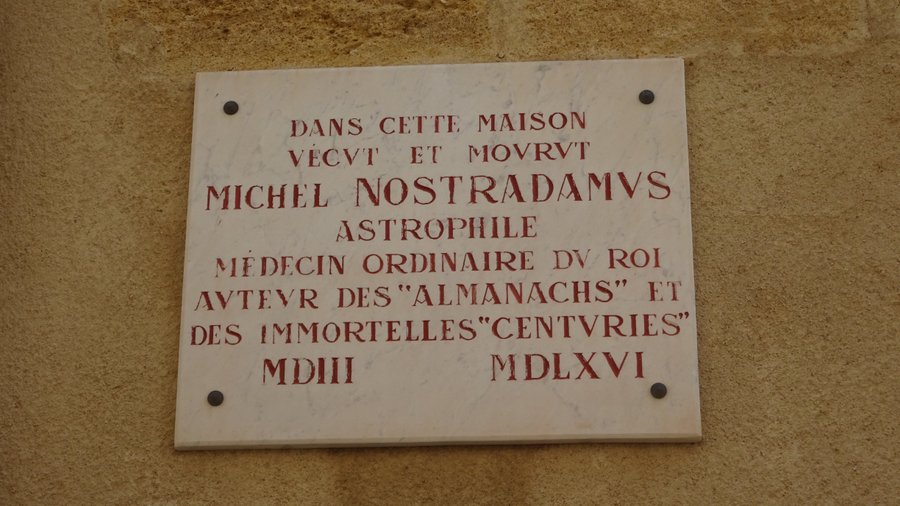 DANS CETTE MAISON
VÉCVT ET MOVRVT
MICHEL NOSTRADAMVS
ASTROPHILE
MÉDECIN ORDINAIRE DV ROI
AVTEVR DES "ALMANACHS" ET
DES IMMORTELLES "CENTVRIES"
MDIII MDLXVI